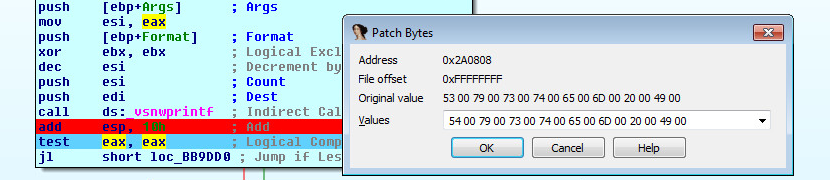 push    [ebp+Args]      ; Args
mov     esi, eax
push    [ebp+Format]    ; Format
xor     ebx, ebx        ; Logical Excl
dec     esi             ; Decrement by
push    esi             ; Count
push    edi             ; Dest
call    ds:_vsnwprintf  ; Indirect Cal
add     esp, 10h        ; Add
test    eax, eax        ; Logical Comp
jl      short loc_BB9DD0 ; Jump if Les
Patch Bytes
Address 0x2A0808
File offset 0xFFFFFFFF
Original value 53 00 79 00 73 00 74 00 65 00 6D 00 20 00 49 00
Values 54 00 79 00 73 00 74 00 65 00 6D 00 20 00 49 00
OK Cancel Help